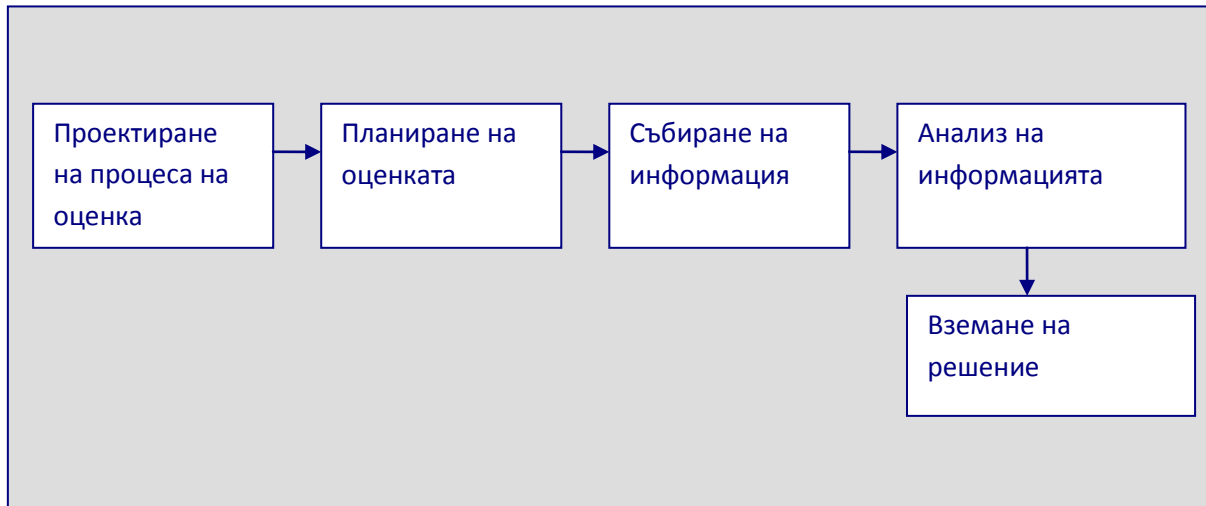 Проектиране
на процеса на
оценка
Планиране на
оценката
Събиране на
информация
Анализ на
информацията
Вземане на
решение